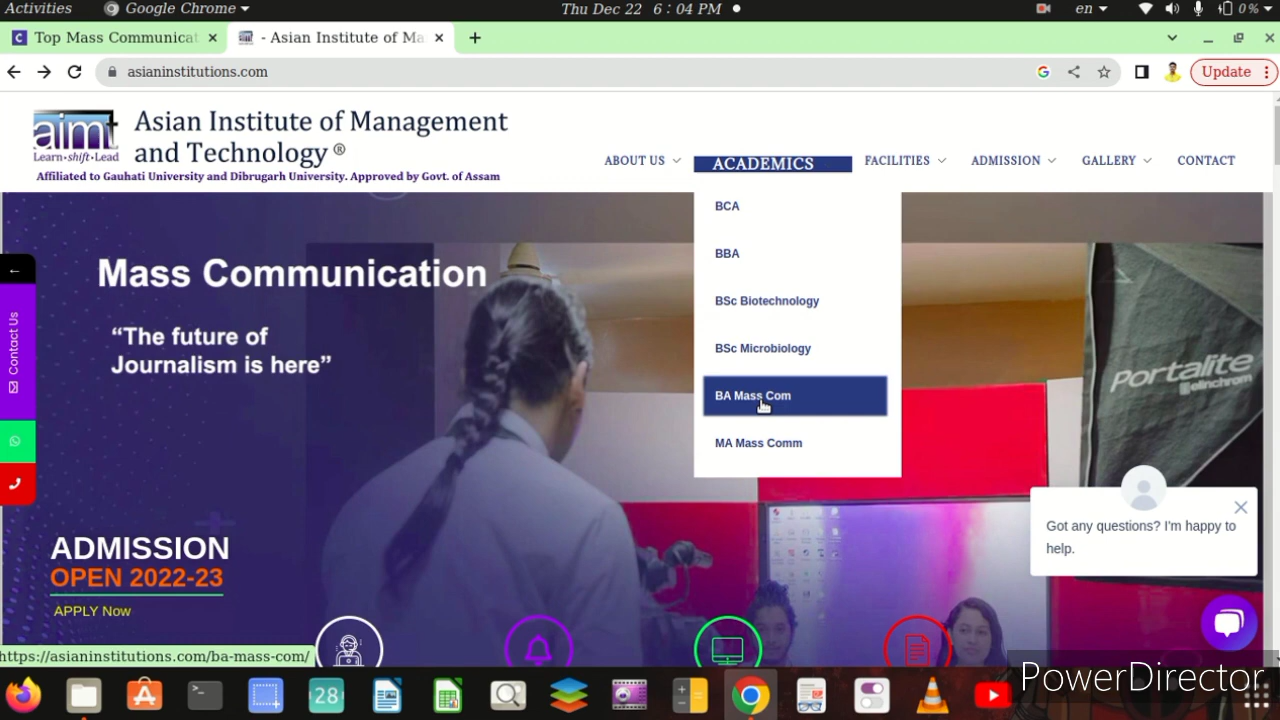 Activities Google Chrome Thu Dec 22 6:04 PM en 0%
Top Mass Communicat - Asian Institute of Ma
asianinstitutions.com Update
aimt Asian Institute of Management
Learn·shift·Lead and Technology ®
Affiliated to Gauhati University and Dibrugarh University. Approved by Govt. of Assam
ABOUT US ACADEMICS FACILITIES ADMISSION GALLERY CONTACT
BCA
BBA
BSc Biotechnology
BSc Microbiology
BA Mass Com
MA Mass Comm
Mass Communication
“The future of
Journalism is here”
Contact Us
Portalite
elinchrom
ADMISSION
OPEN 2022-23
APPLY Now
Got any questions? I'm happy to
help.
https://asianinstitutions.com/ba-mass-com/
28
PowerDirector